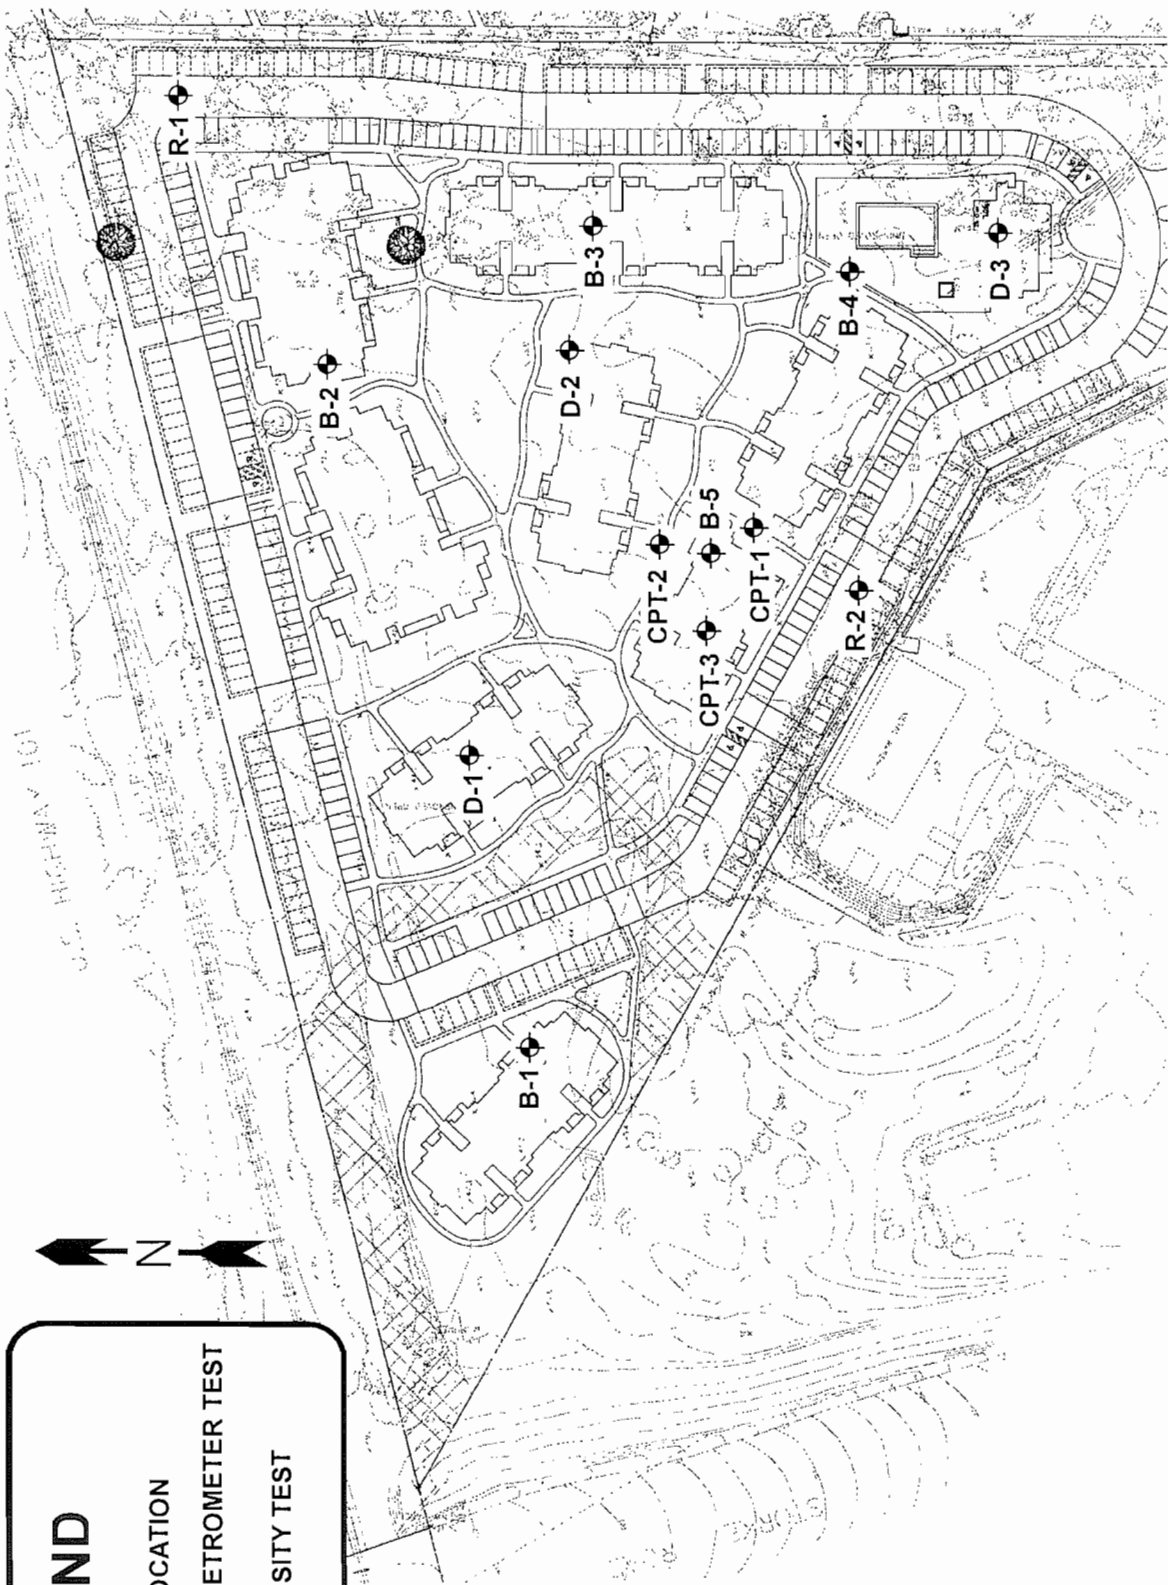 ND
OCATION
ETROMETER TEST
SITY TEST
N
R-1
B-2
B-3
D-2
B-4
D-3
B-5
CPT-2
CPT-1
CPT-3
R-2
D-1
B-1